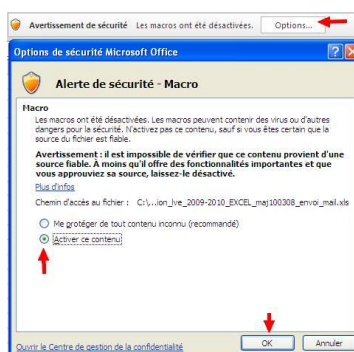 Avertissement de sécurité Les macros ont été désactivées. Options...
Options de sécurité Microsoft Office
Alerte de sécurité - Macro
Macro
Les macros ont été désactivées. Les macros peuvent contenir des virus ou d'autres
dangers pour la sécurité. N'activez pas ce contenu, sauf si vous êtes certain que la
source du fichier est fiable.
Avertissement : il est impossible de vérifier que ce contenu provient d'une
source fiable. À moins qu'il offre des fonctionnalités importantes et que
vous approuviez sa source, laissez-le désactivé.
Plus d'infos
Chemin d'accès au fichier : C:\...ion_lve_2009-2010_EXCEL_maj100308_envoi_mail.xls
Me protéger de tout contenu inconnu (recommandé)
Activer ce contenu
Ouvrir le Centre de gestion de la confidentialité OK Annuler